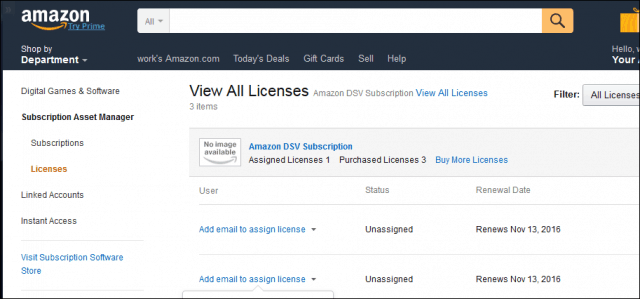 amazon
Try Prime
All
Shop by
Department
work's Amazon.com Today's Deals Gift Cards Sell Help
Hello,
Your
Digital Games & Software
Subscription Asset Manager
Subscriptions
Licenses
Linked Accounts
Instant Access
Visit Subscription Software
Store
View All Licenses Amazon DSV Subscription View All Licenses
3 items
Filter: All Licenses
No image
available
Amazon DSV Subscription
Assigned Licenses 1 Purchased Licenses 3 Buy More Licenses
User Status Renewal Date
Add email to assign license Unassigned Renews Nov 13, 2016
Add email to assign license Unassigned Renews Nov 13, 2016